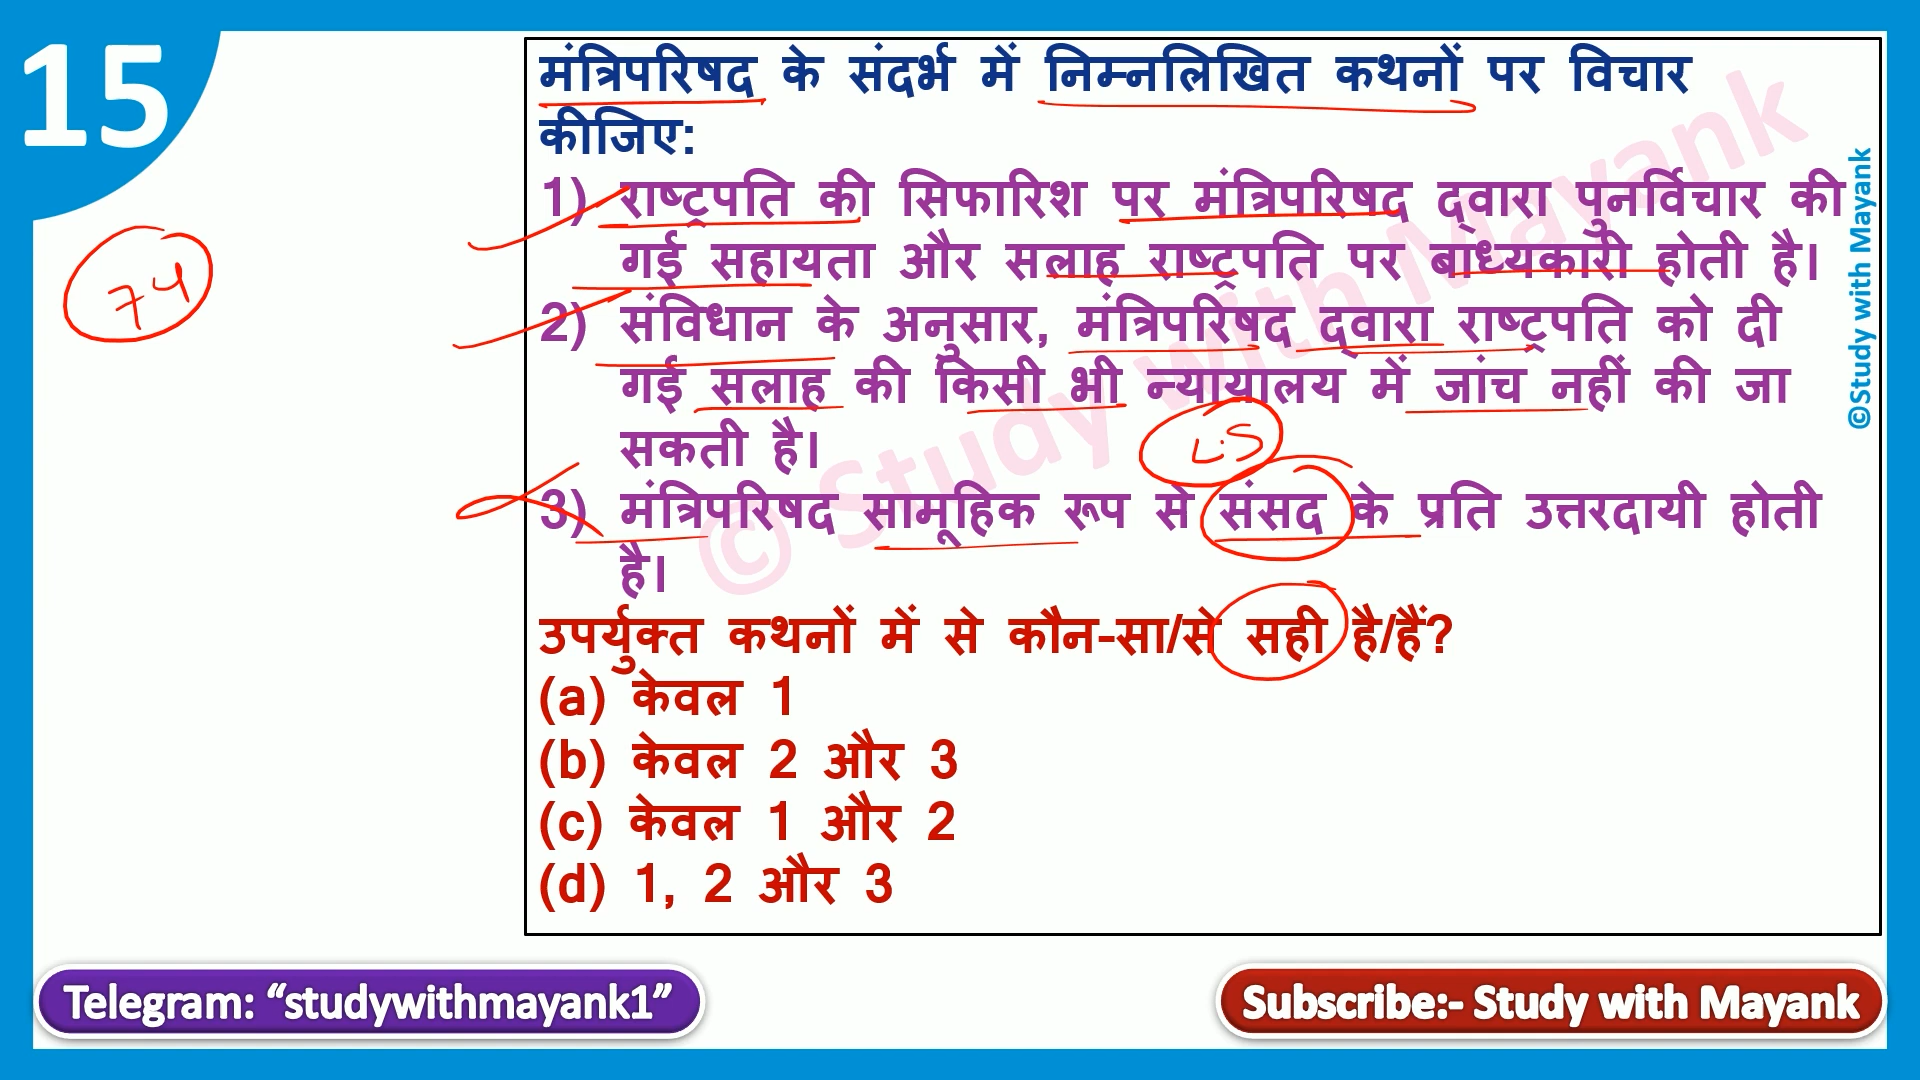 15
मंत्रिपरिषद के संदर्भ में निम्नलिखित कथनों पर विचार
कीजिए:
1) राष्ट्रपति की सिफारिश पर मंत्रिपरिषद द्वारा पुनर्विचार की
गई सहायता और सलाह राष्ट्रपति पर बाध्यकारी होती है।
2) संविधान के अनुसार, मंत्रिपरिषद द्वारा राष्ट्रपति को दी
गई सलाह की किसी भी न्यायालय में जांच नहीं की जा
सकती है।
3) मंत्रिपरिषद सामूहिक रूप से संसद के प्रति उत्तरदायी होती
है।
उपर्युक्त कथनों में से कौन-सा/से सही है/हैं?
(a) केवल 1
(b) केवल 2 और 3
(c) केवल 1 और 2
(d) 1, 2 और 3
74
L.S
© Study with Mayank
©Study with Mayank
Telegram: “studywithmayank1”
Subscribe:- Study with Mayank